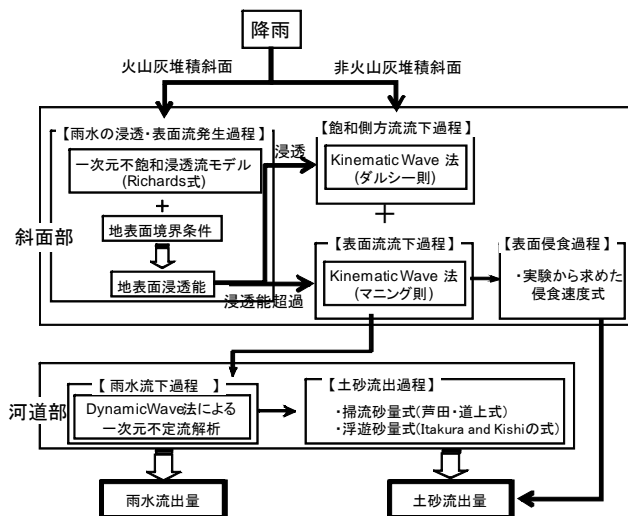 降雨
火山灰堆積斜面
非火山灰堆積斜面
斜面部
【雨水の浸透・表面流発生過程】
一次元不飽和浸透流モデル
(Richards式)
+
地表面境界条件
地表面浸透能
浸透
浸透能超過
【飽和側方流流下過程】
Kinematic Wave 法
(ダルシー則)
+
【表面流流下過程】
Kinematic Wave 法
(マニング則)
【表面侵食過程】
・実験から求めた
侵食速度式
河道部
【 雨水流下過程 】
DynamicWave法による
一次元不定流解析
【土砂流出過程】
・掃流砂量式(芦田・道上式)
・浮遊砂量式(Itakura and Kishiの式)
雨水流出量
土砂流出量